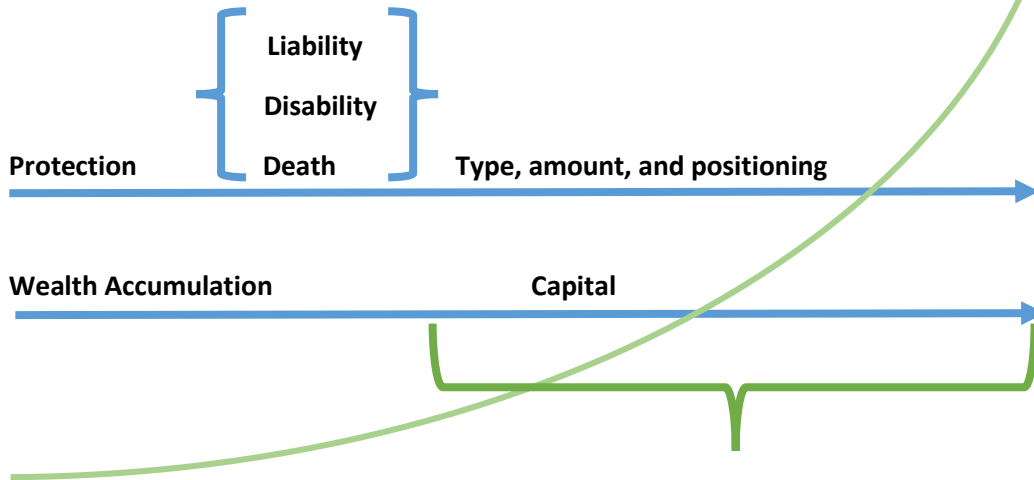 Liability
Disability
Protection Death Type, amount, and positioning
Wealth Accumulation Capital